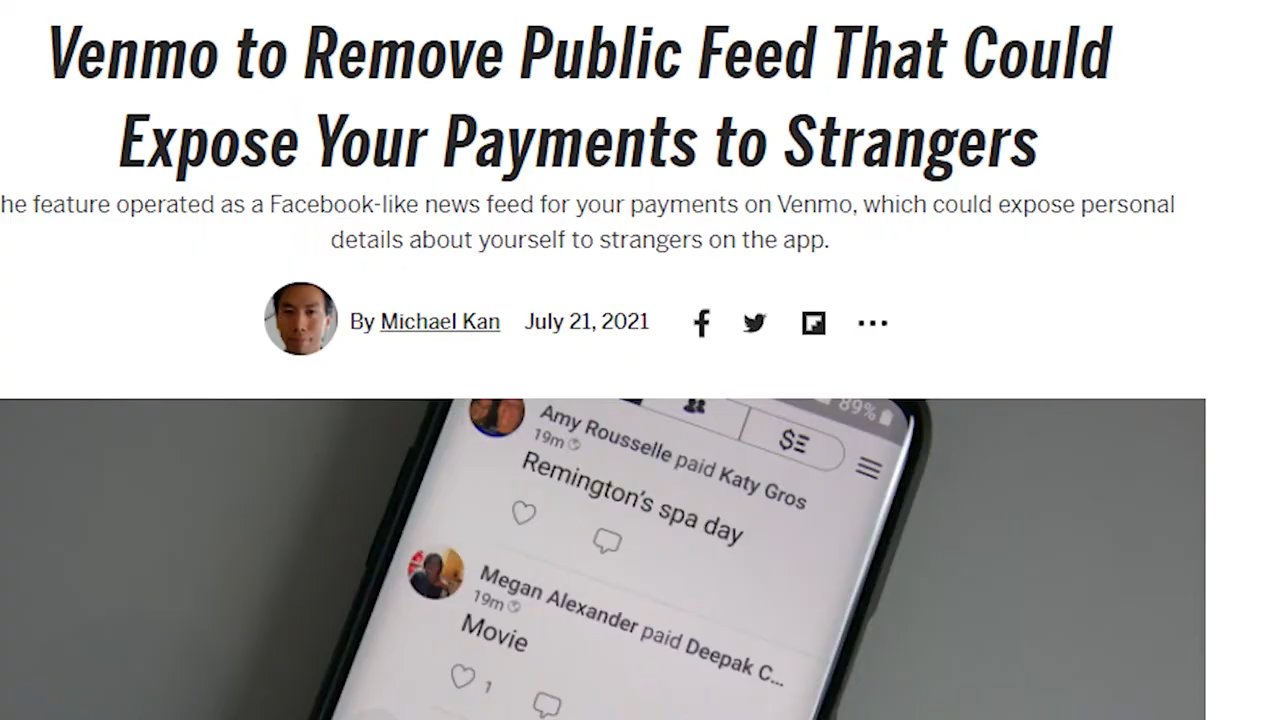 Venmo to Remove Public Feed That Could
Expose Your Payments to Strangers
he feature operated as a Facebook-like news feed for your payments on Venmo, which could expose personal
details about yourself to strangers on the app.
By Michael Kan July 21, 2021
89%
$
Amy Rousselle paid Katy Gros
19m
Remington's spa day
Megan Alexander paid Deepak C...
19m
Movie
1